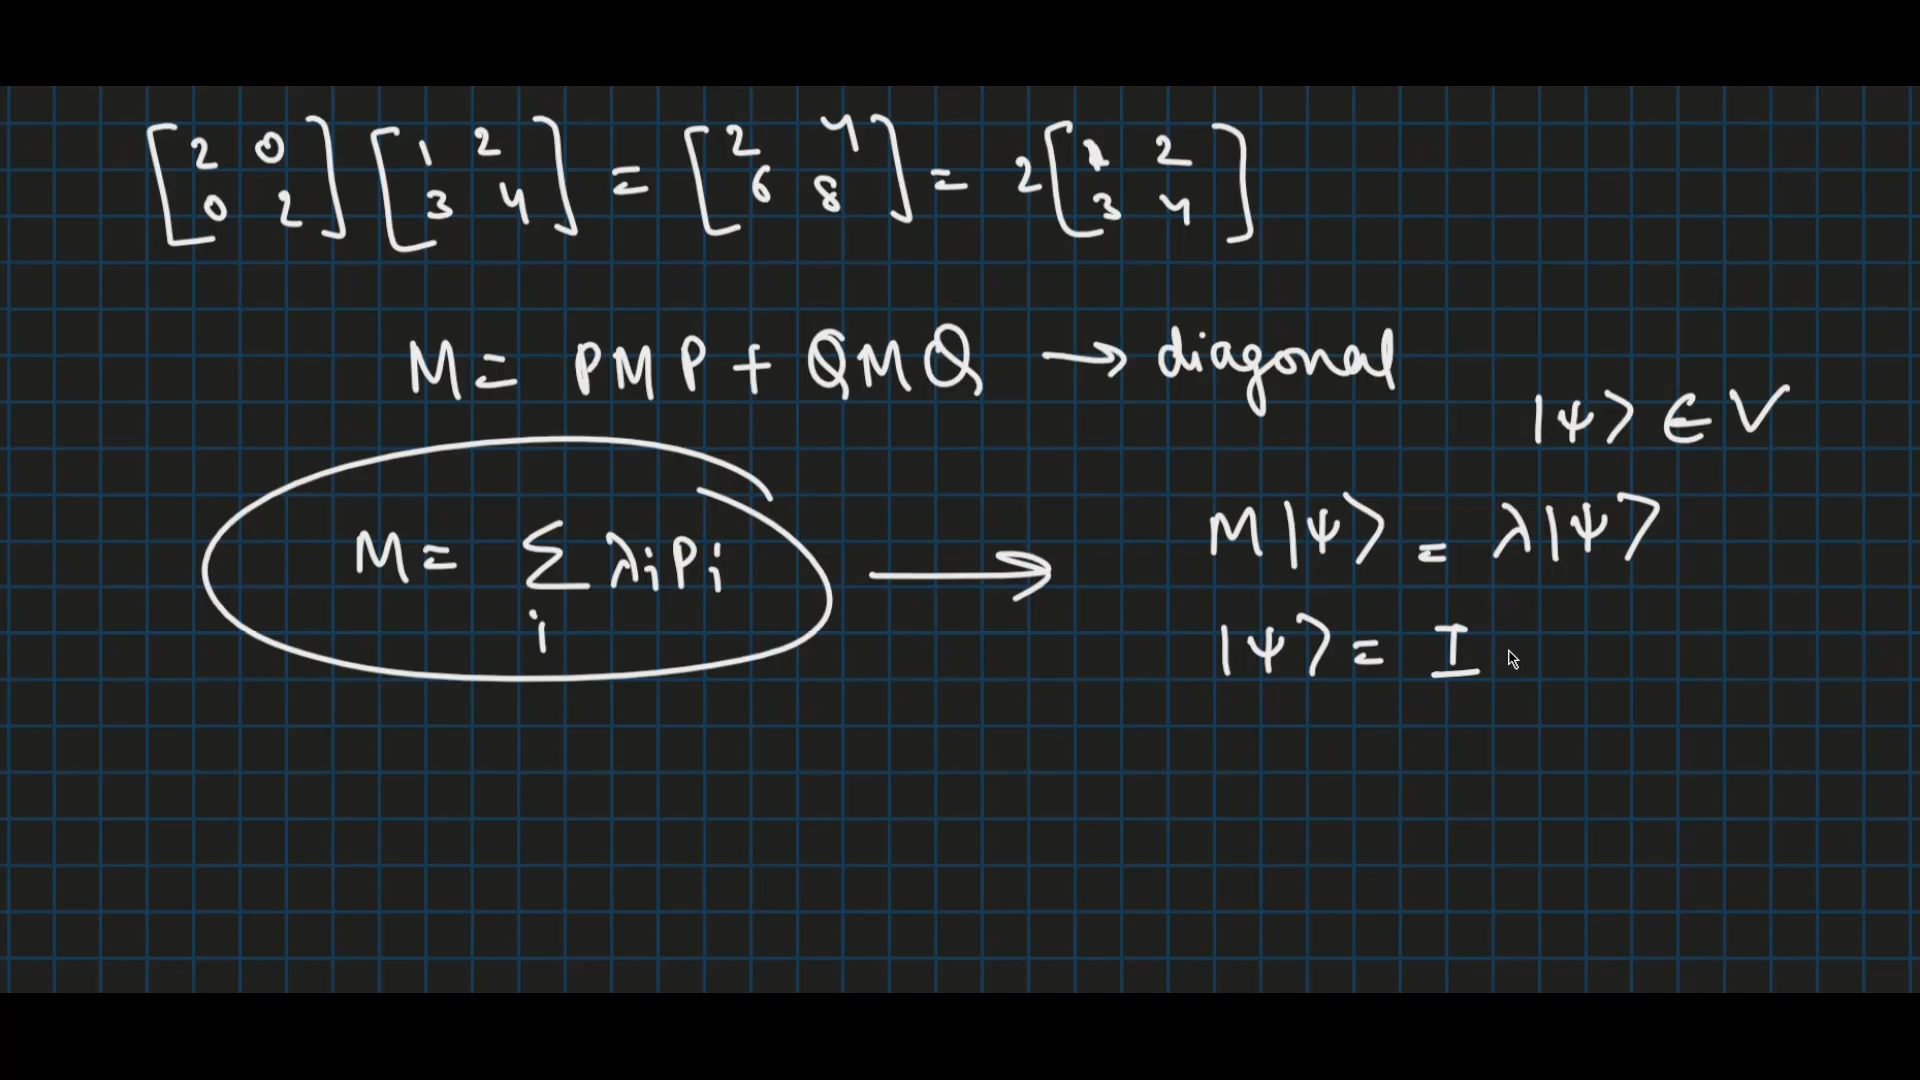 [2 0; 0 2] [1 2; 3 4] = [2 4; 6 8] = 2 [1 2; 3 4]
M = PMP + QMQ → diagonal
|ψ⟩ ∈ V
M = Σ_i λ_i P_i → M|ψ⟩ = λ|ψ⟩
|ψ⟩ = I